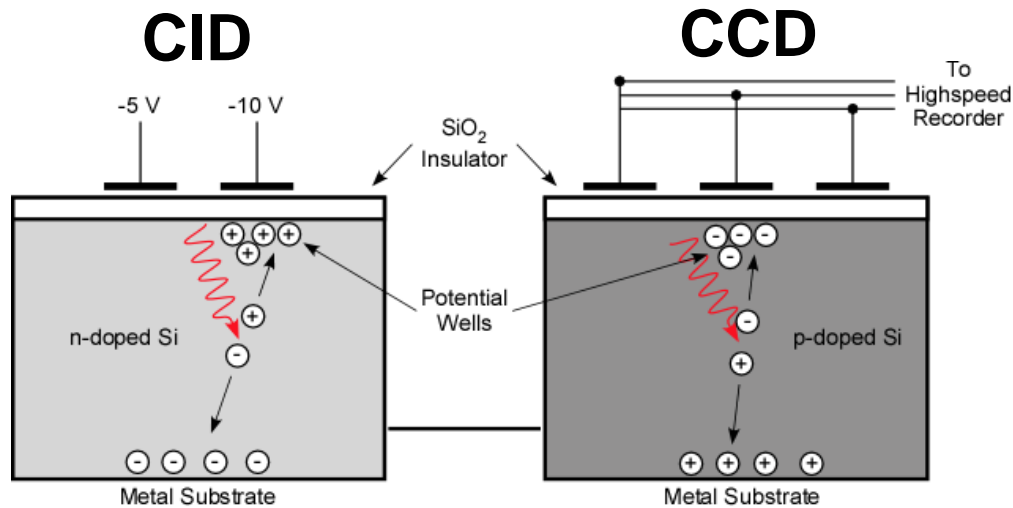 CID
CCD
-5 V
-10 V
To
Highspeed
Recorder
SiO₂
Insulator
+ + +
+
- - -
-
Potential
Wells
+
-
n-doped Si
-
+
p-doped Si
- - - -
+ + + +
Metal Substrate
Metal Substrate